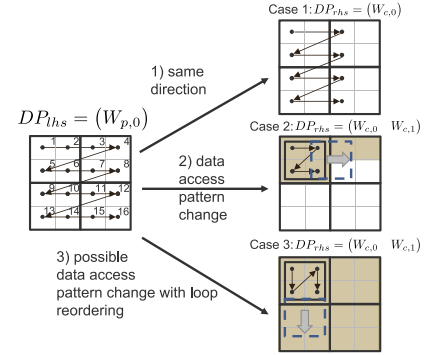 Case 1: DP_rhs = (W_c,0)
1) same
direction
DP_lhs = (W_p,0)
1 2 3 4
5 6 7 8
9 10 11 12
13 14 15 16
Case 2: DP_rhs = (W_c,0 W_c,1)
2) data
access
pattern
change
3) possible
data access
pattern change with loop
reordering
Case 3: DP_rhs = (W_c,0 W_c,1)